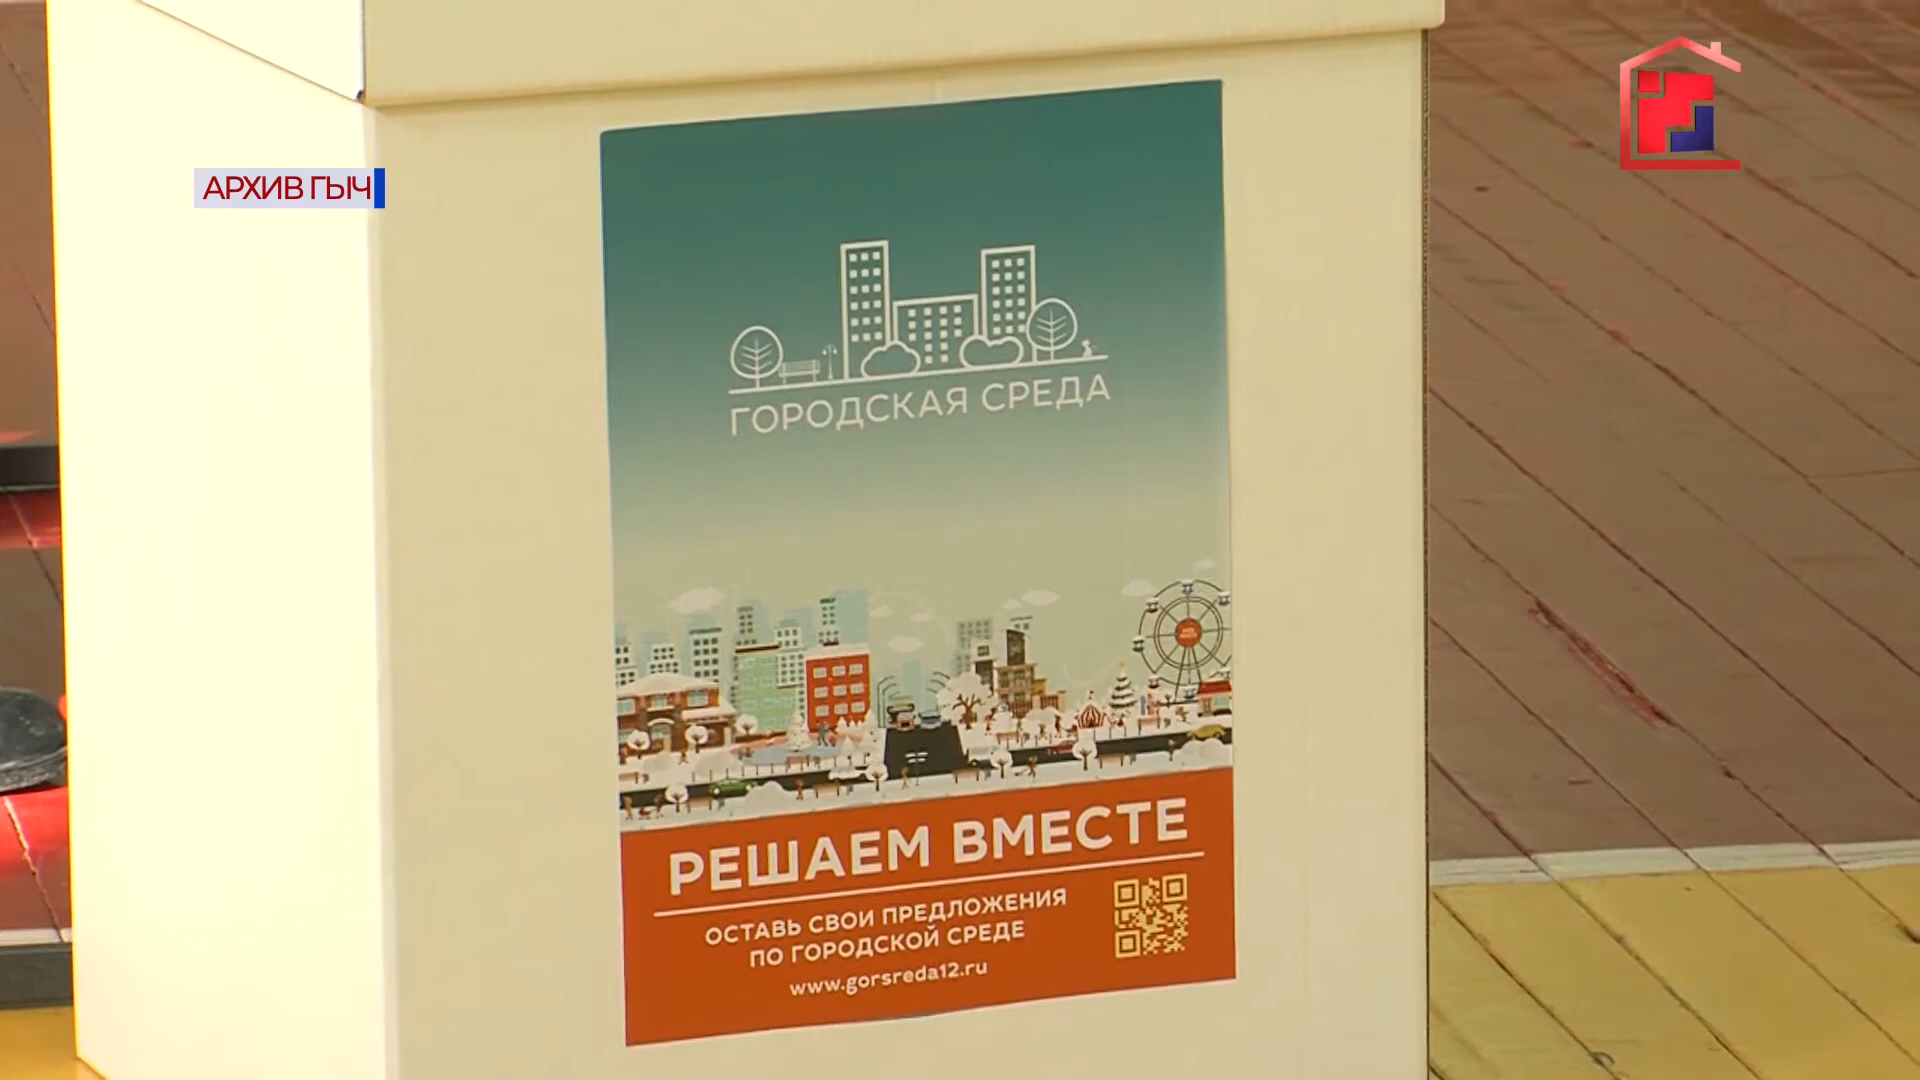 АРХИВ ГЫЧ
ГОРОДСКАЯ СРЕДА
РЕШАЕМ ВМЕСТЕ
ОСТАВЬ СВОИ ПРЕДЛОЖЕНИЯ
ПО ГОРОДСКОЙ СРЕДЕ
www.gorsreda12.ru